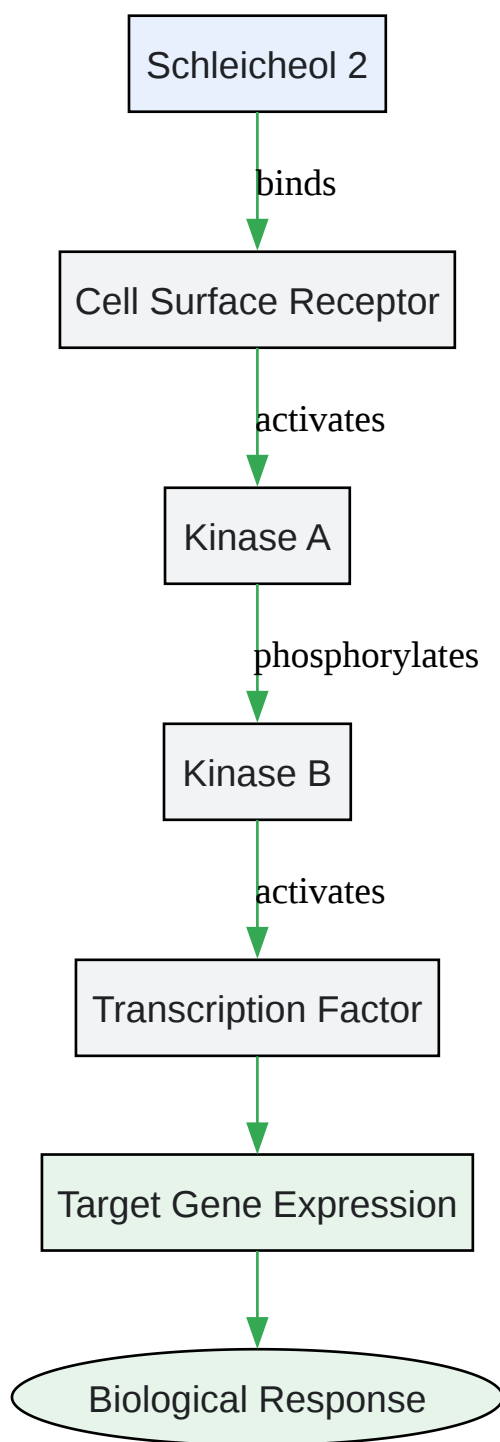 Schleicheol 2
binds
Cell Surface Receptor
activates
Kinase A
phosphorylates
Kinase B
activates
Transcription Factor
Target Gene Expression
Biological Response